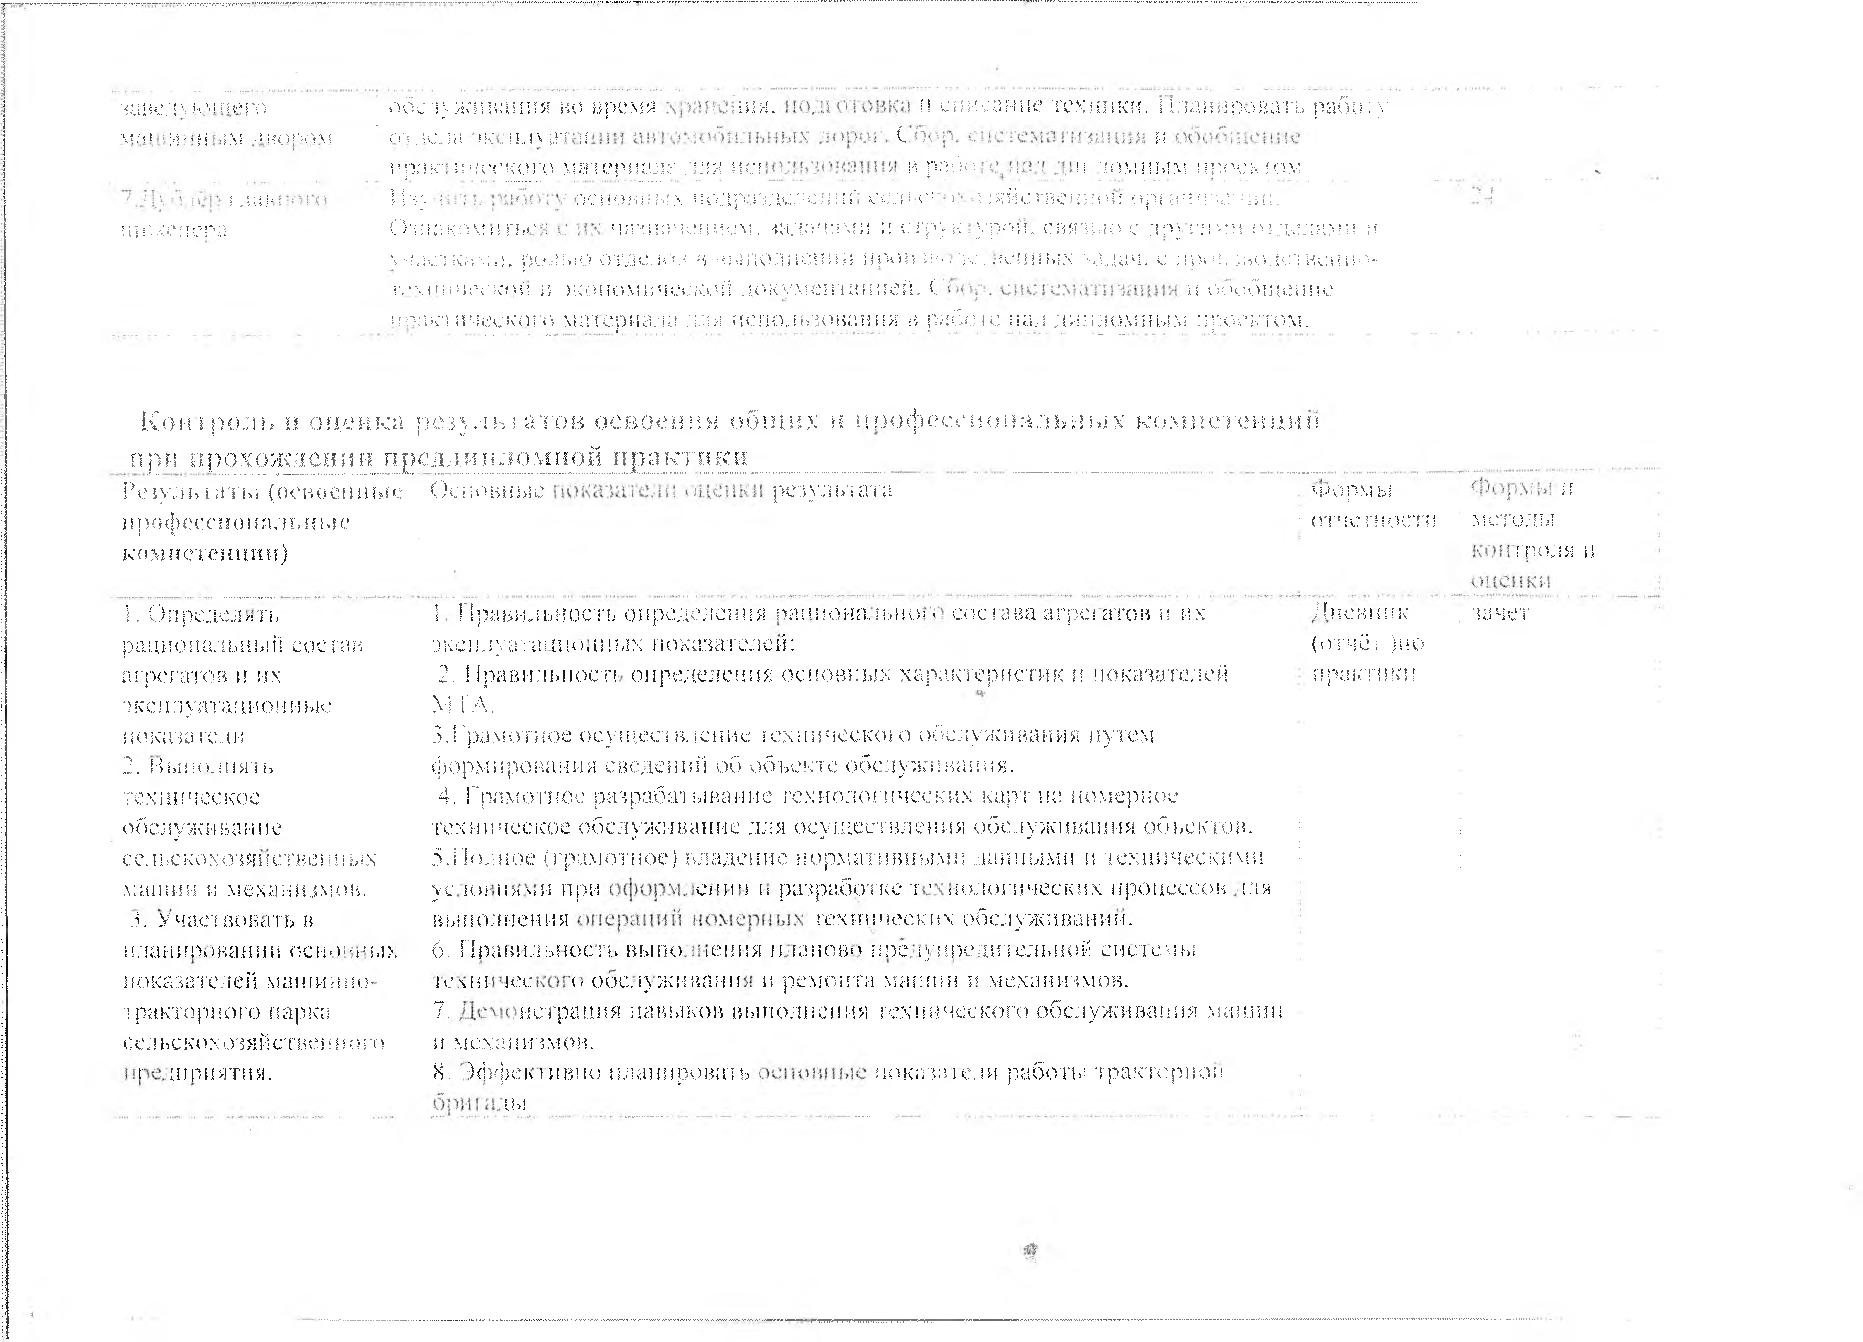 заведующего
машинным двором
обслуживания во время хранения, подготовка и списание техники. Планировать работу
отдела эксплуатации автомобильных дорог. Сбор, систематизация и обобщение
практического материала для использования в работе над дипломным проектом
7.Дублер главного
инженера
Изучить работу основных подразделений сельскохозяйственной организации.
Ознакомиться с их назначением, задачами и структурой, связью с другими отделами и
участками, ролью отделов в выполнении производственных задач, с производственно-
технической и экономической документацией. Сбор, систематизация и обобщение
практического материала для использования в работе над дипломным проектом.
24
Контроль и оценка результатов освоения общих и профессиональных компетенций
при прохождении преддипломной практики
Результаты (освоенные
профессиональные
компетенции)
Основные показатели оценки результата
Формы
отчетности
Формы и
методы
контроля и
оценки
1. Определять
рациональный состав
агрегатов и их
эксплуатационные
показатели
2. Выполнять
техническое
обслуживание
сельскохозяйственных
машин и механизмов.
3. Участвовать в
планировании основных
показателей машинно-
тракторного парка
сельскохозяйственного
предприятия.
1. Правильность определения рационального состава агрегатов и их
эксплуатационных показателей;
2. Правильность определения основных характеристик и показателей
МТА.
3.Грамотное осуществление технического обслуживания путем
формирования сведений об объекте обслуживания.
4. Грамотное разрабатывание технологических карт на номерное
техническое обслуживание для осуществления обслуживания объектов.
5.Полное (грамотное) владение нормативными данными и техническими
условиями при оформлении и разработке технологических процессов для
выполнения операций номерных технических обслуживаний.
6. Правильность выполнения планово предупредительной системы
технического обслуживания и ремонта машин и механизмов.
7. Демонстрация навыков выполнения технического обслуживания машин
и механизмов.
8. Эффективно планировать основные показатели работы тракторной
бригады
Дневник
(отчёт )по
практики
зачет